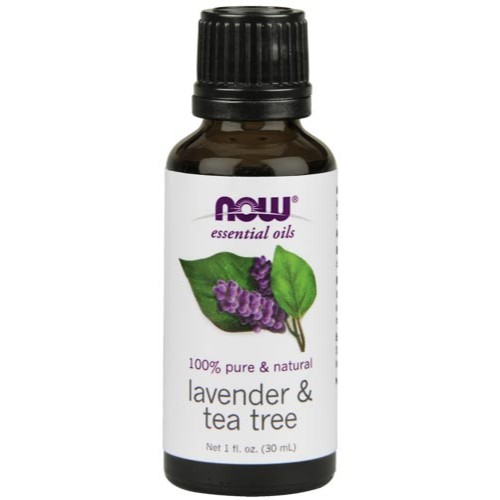 NOW®
essential oils
100% pure & natural
lavender &
tea tree
Net 1 fl. oz. (30 mL)